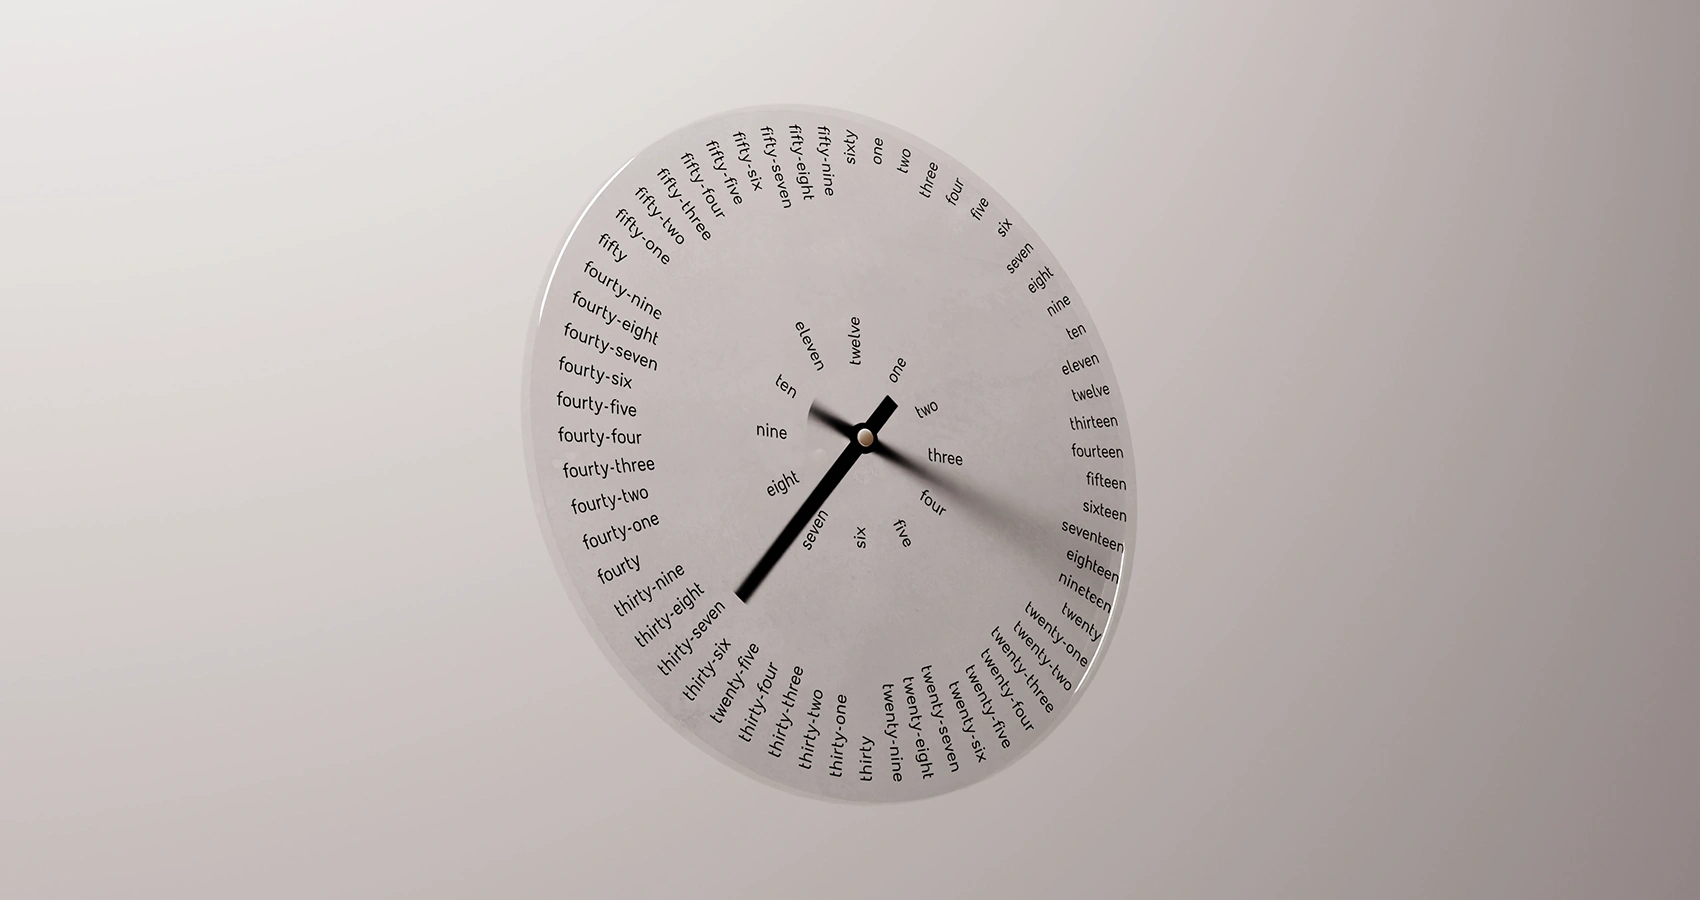 sixty
one
two
three
four
five
six
seven
eight
nine
ten
eleven
twelve
thirteen
fourteen
fifteen
sixteen
seventeen
eighteen
nineteen
twenty
twenty-one
twenty-two
twenty-three
twenty-four
twenty-five
twenty-six
twenty-seven
twenty-eight
twenty-nine
thirty
thirty-one
thirty-two
thirty-three
thirty-four
twenty-five
thirty-six
thirty-seven
thirty-eight
thirty-nine
fourty
fourty-one
fourty-two
fourty-three
fourty-four
fourty-five
fourty-six
fourty-seven
fourty-eight
fourty-nine
fifty
fifty-one
fifty-two
fifty-three
fifty-four
fifty-five
fifty-six
fifty-seven
fifty-eight
fifty-nine
twelve
one
two
three
four
five
six
seven
eight
nine
ten
eleven